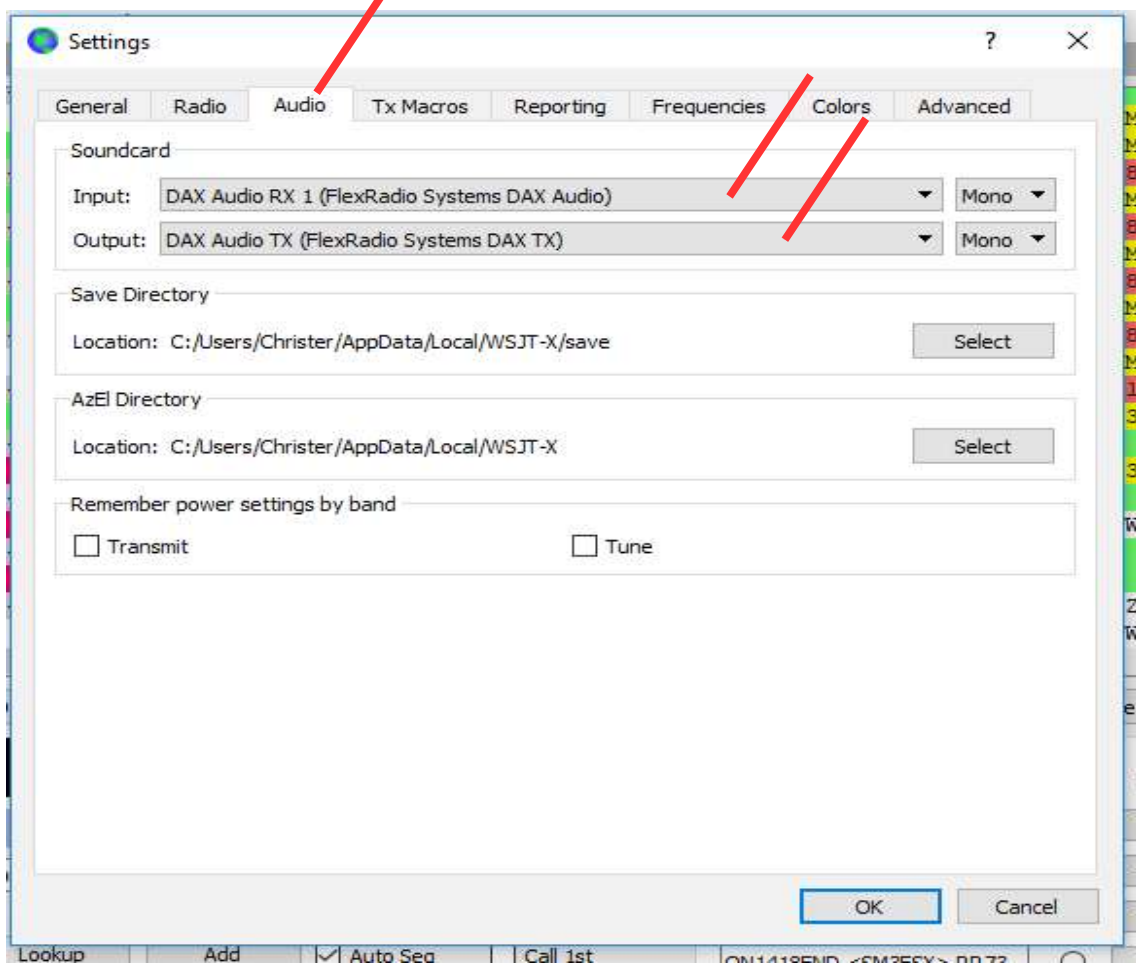 Settings
General Radio Audio Tx Macros Reporting Frequencies Colors Advanced
Soundcard
Input: DAX Audio RX 1 (FlexRadio Systems DAX Audio) Mono
Output: DAX Audio TX (FlexRadio Systems DAX TX) Mono
Save Directory
Location: C:/Users/Christer/AppData/Local/WSJT-X/save Select
AzEl Directory
Location: C:/Users/Christer/AppData/Local/WSJT-X Select
Remember power settings by band
Transmit Tune
OK Cancel
Lookup Add Auto Seq Call 1st